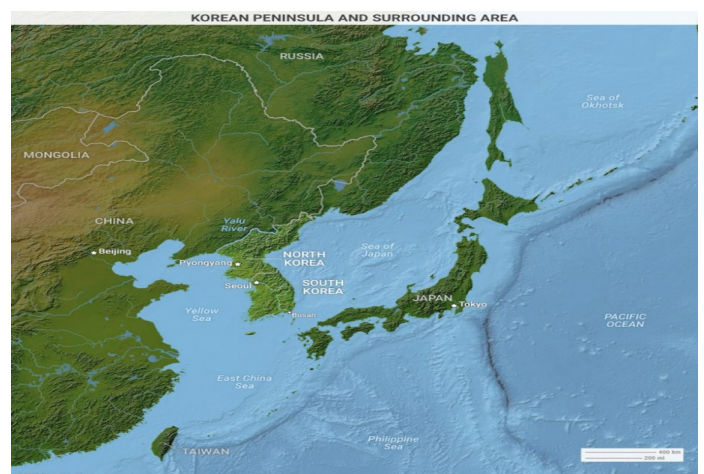 KOREAN PENINSULA AND SURROUNDING AREA
RUSSIA
Sea of
Okhotsk
MONGOLIA
CHINA
Yalu
River
Beijing
Sea of
Japan
NORTH
KOREA
Pyongyang
Seoul
SOUTH
KOREA
JAPAN
Tokyo
Yellow
Sea
Busan
PACIFIC
OCEAN
East China
Sea
Philippine
Sea
TAIWAN
400 km
200 mi